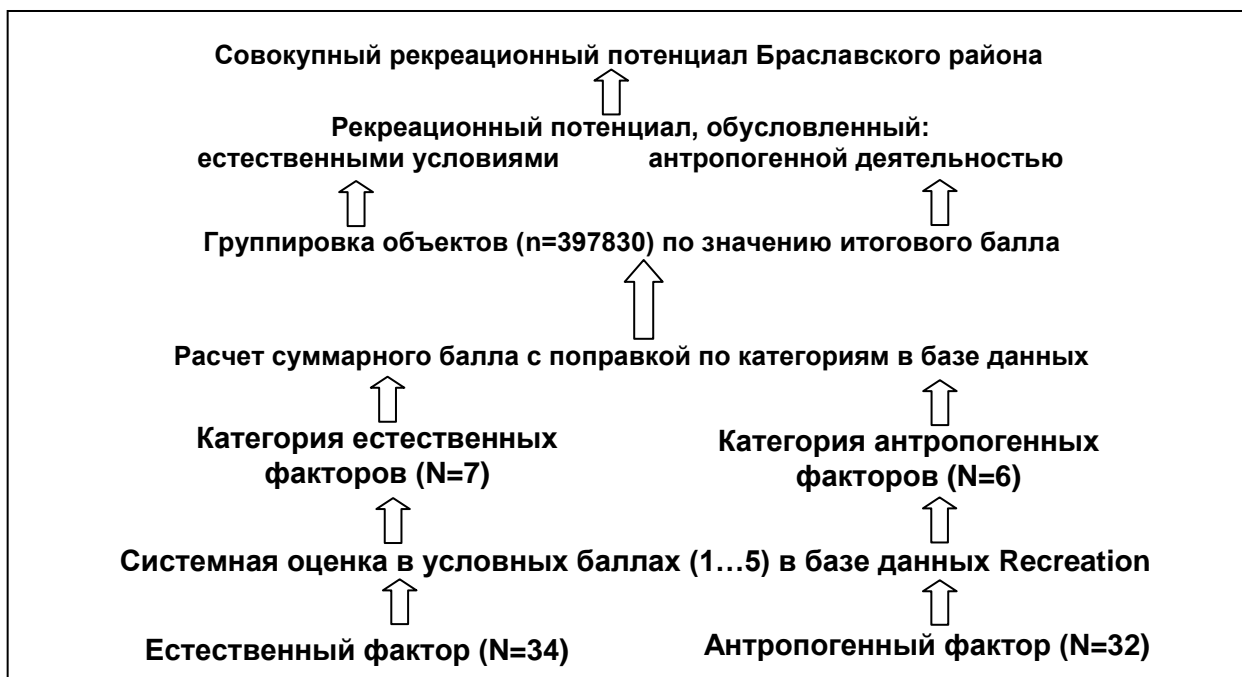 Совокупный рекреационный потенциал Браславского района
Рекреационный потенциал, обусловленный:
естественными условиями антропогенной деятельностью
Группировка объектов (n=397830) по значению итогового балла
Расчет суммарного балла с поправкой по категориям в базе данных
Категория естественных
факторов (N=7)
Категория антропогенных
факторов (N=6)
Системная оценка в условных баллах (1…5) в базе данных Recreation
Естественный фактор (N=34) Антропогенный фактор (N=32)